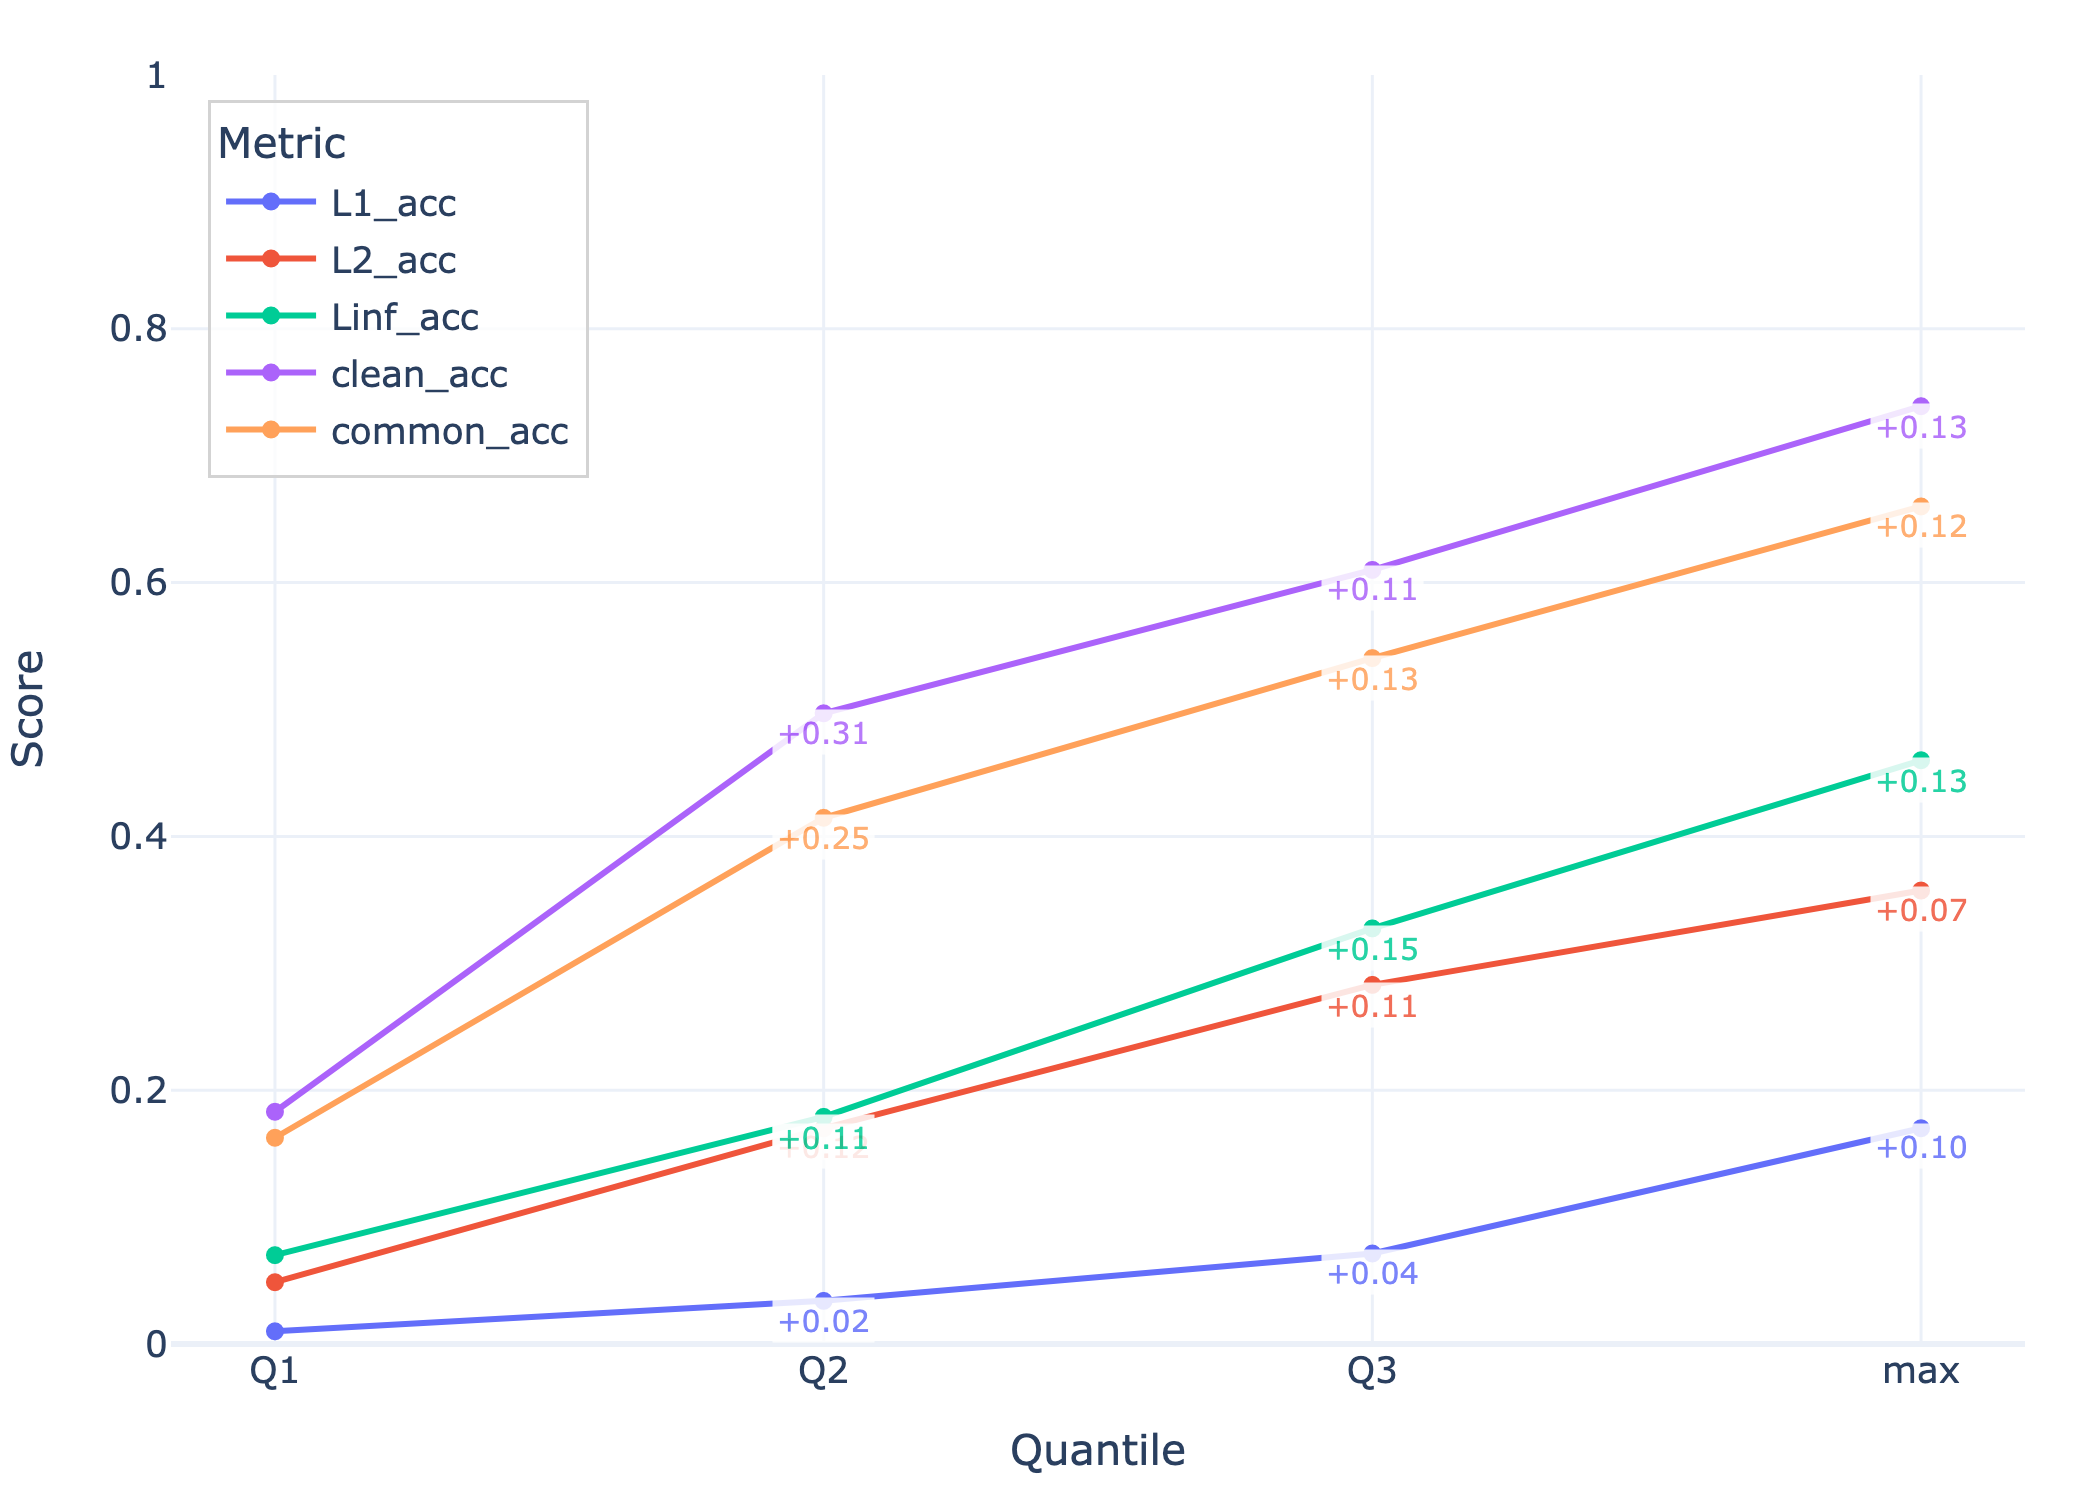 1
Metric
L1_acc
L2_acc
Linf_acc
clean_acc
common_acc
0.8
0.6
0.4
0.2
0
Score
+0.13
+0.12
+0.11
+0.13
+0.31
+0.13
+0.25
+0.07
+0.15
+0.11
+0.11
+0.12
+0.10
+0.04
+0.02
Q1
Q2
Q3
max
Quantile